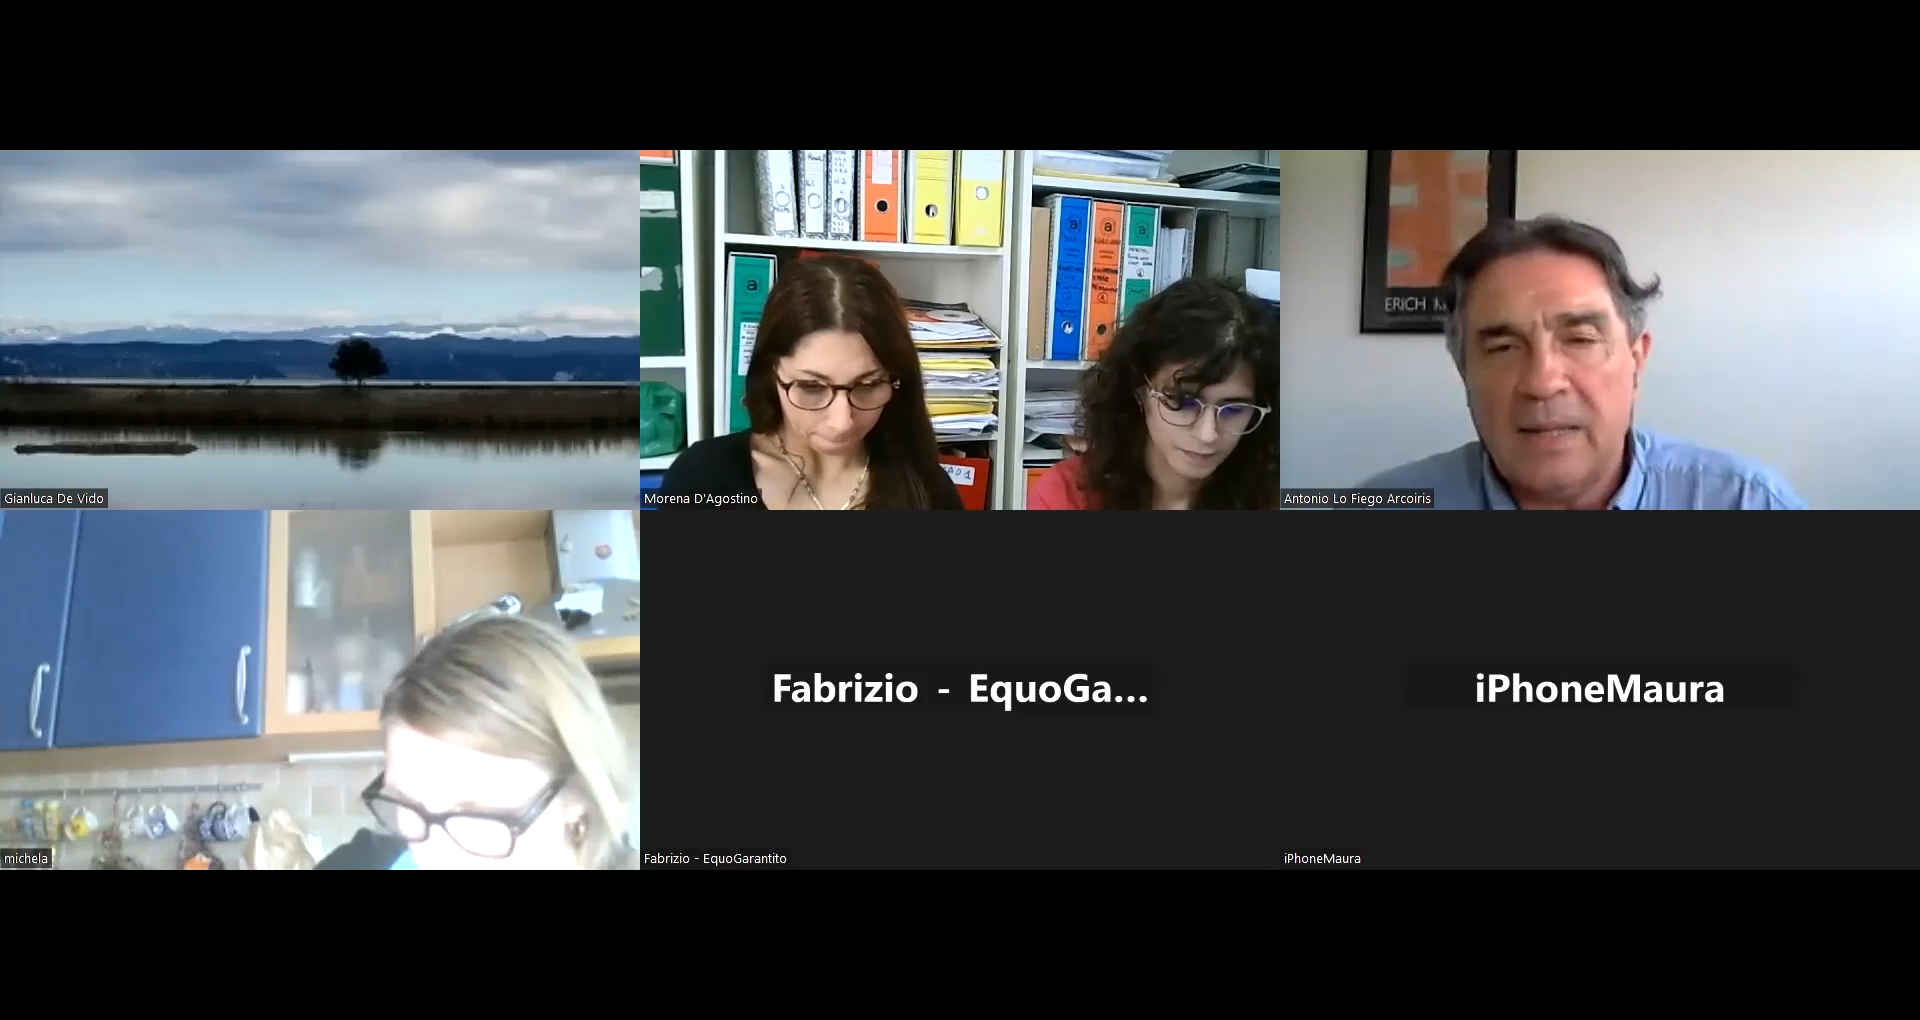 ERICH
Gianluca De Vido
Morena D'Agostino
Antonio Lo Fiego Arcoiris
Fabrizio - EquoGa...
iPhoneMaura
michela
Fabrizio - EquoGarantito
iPhoneMaura